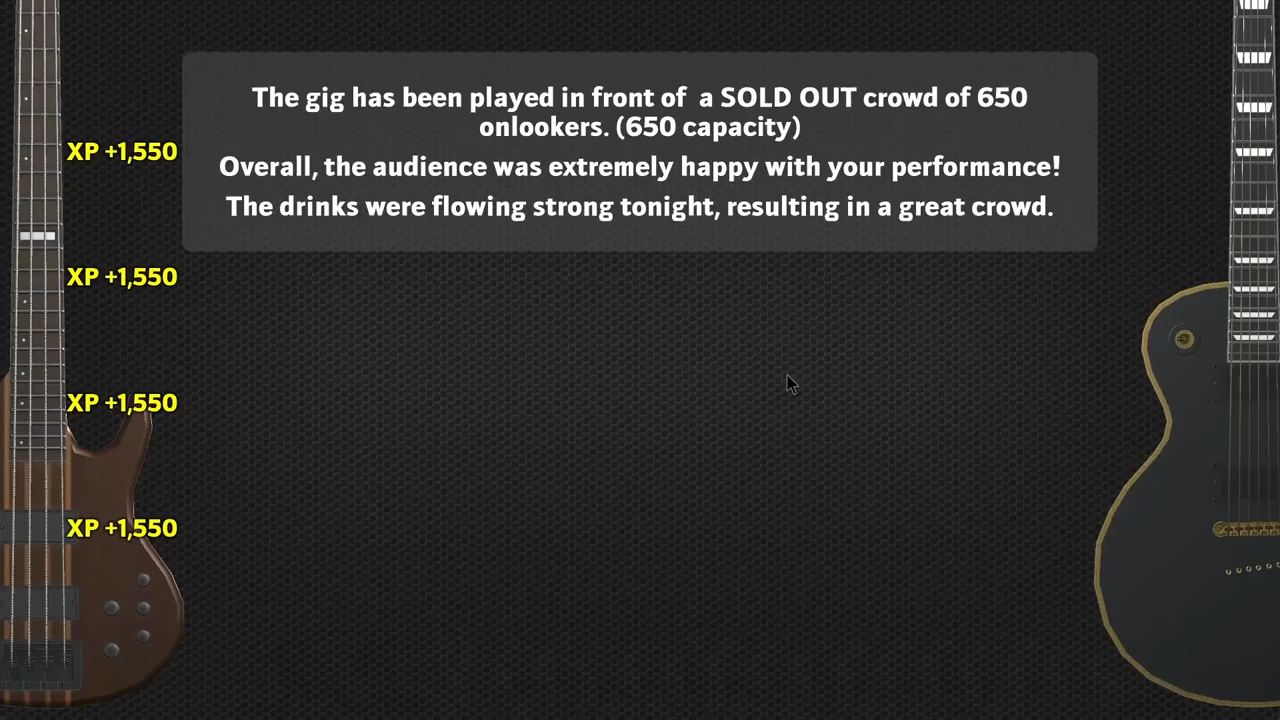 The gig has been played in front of  a SOLD OUT crowd of 650
onlookers. (650 capacity)
Overall, the audience was extremely happy with your performance!
The drinks were flowing strong tonight, resulting in a great crowd.
XP +1,550
XP +1,550
XP +1,550
XP +1,550